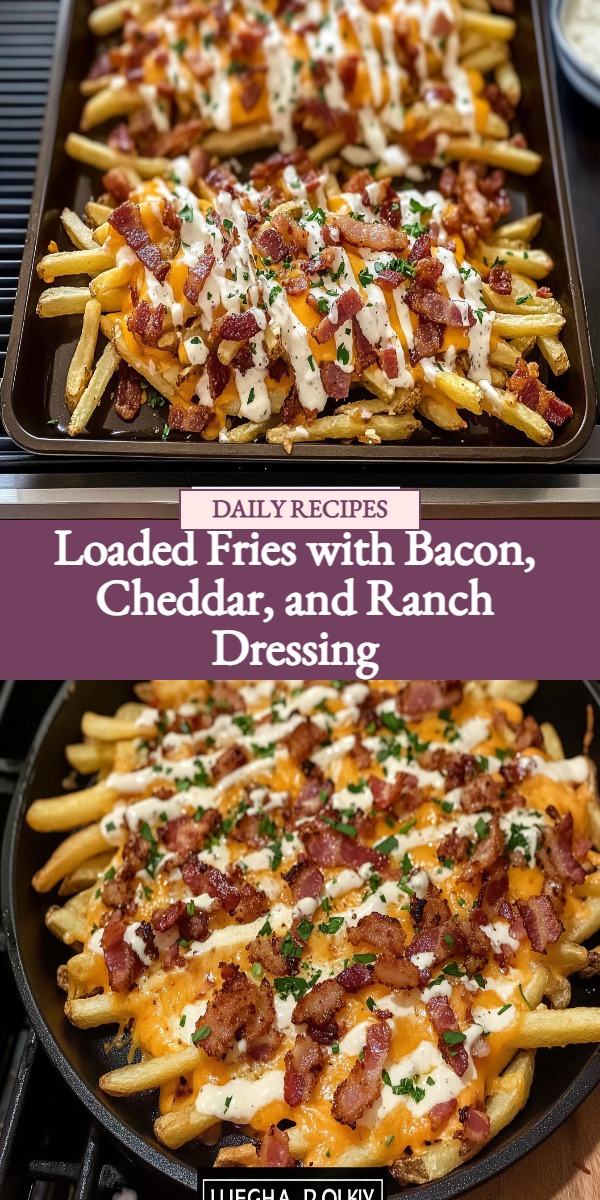 DAILY RECIPES
Loaded Fries with Bacon,
Cheddar, and Ranch
Dressing